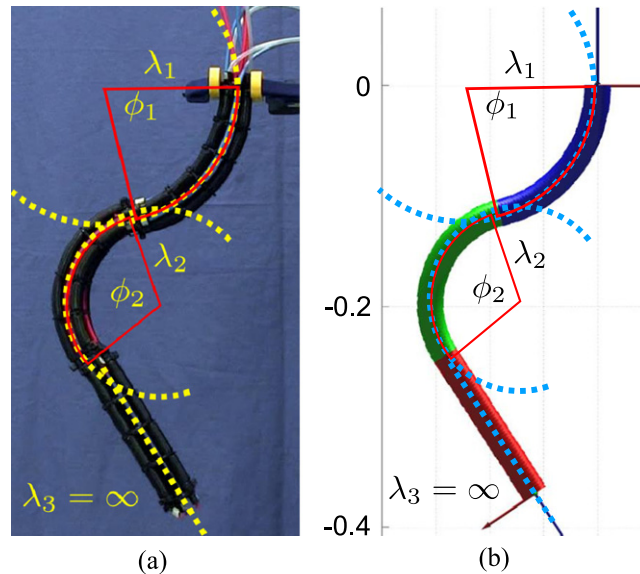 λ₁
ϕ₁
λ₂
ϕ₂
λ₃ = ∞
(a)
0
-0.2
-0.4
λ₁
ϕ₁
λ₂
ϕ₂
λ₃ = ∞
(b)